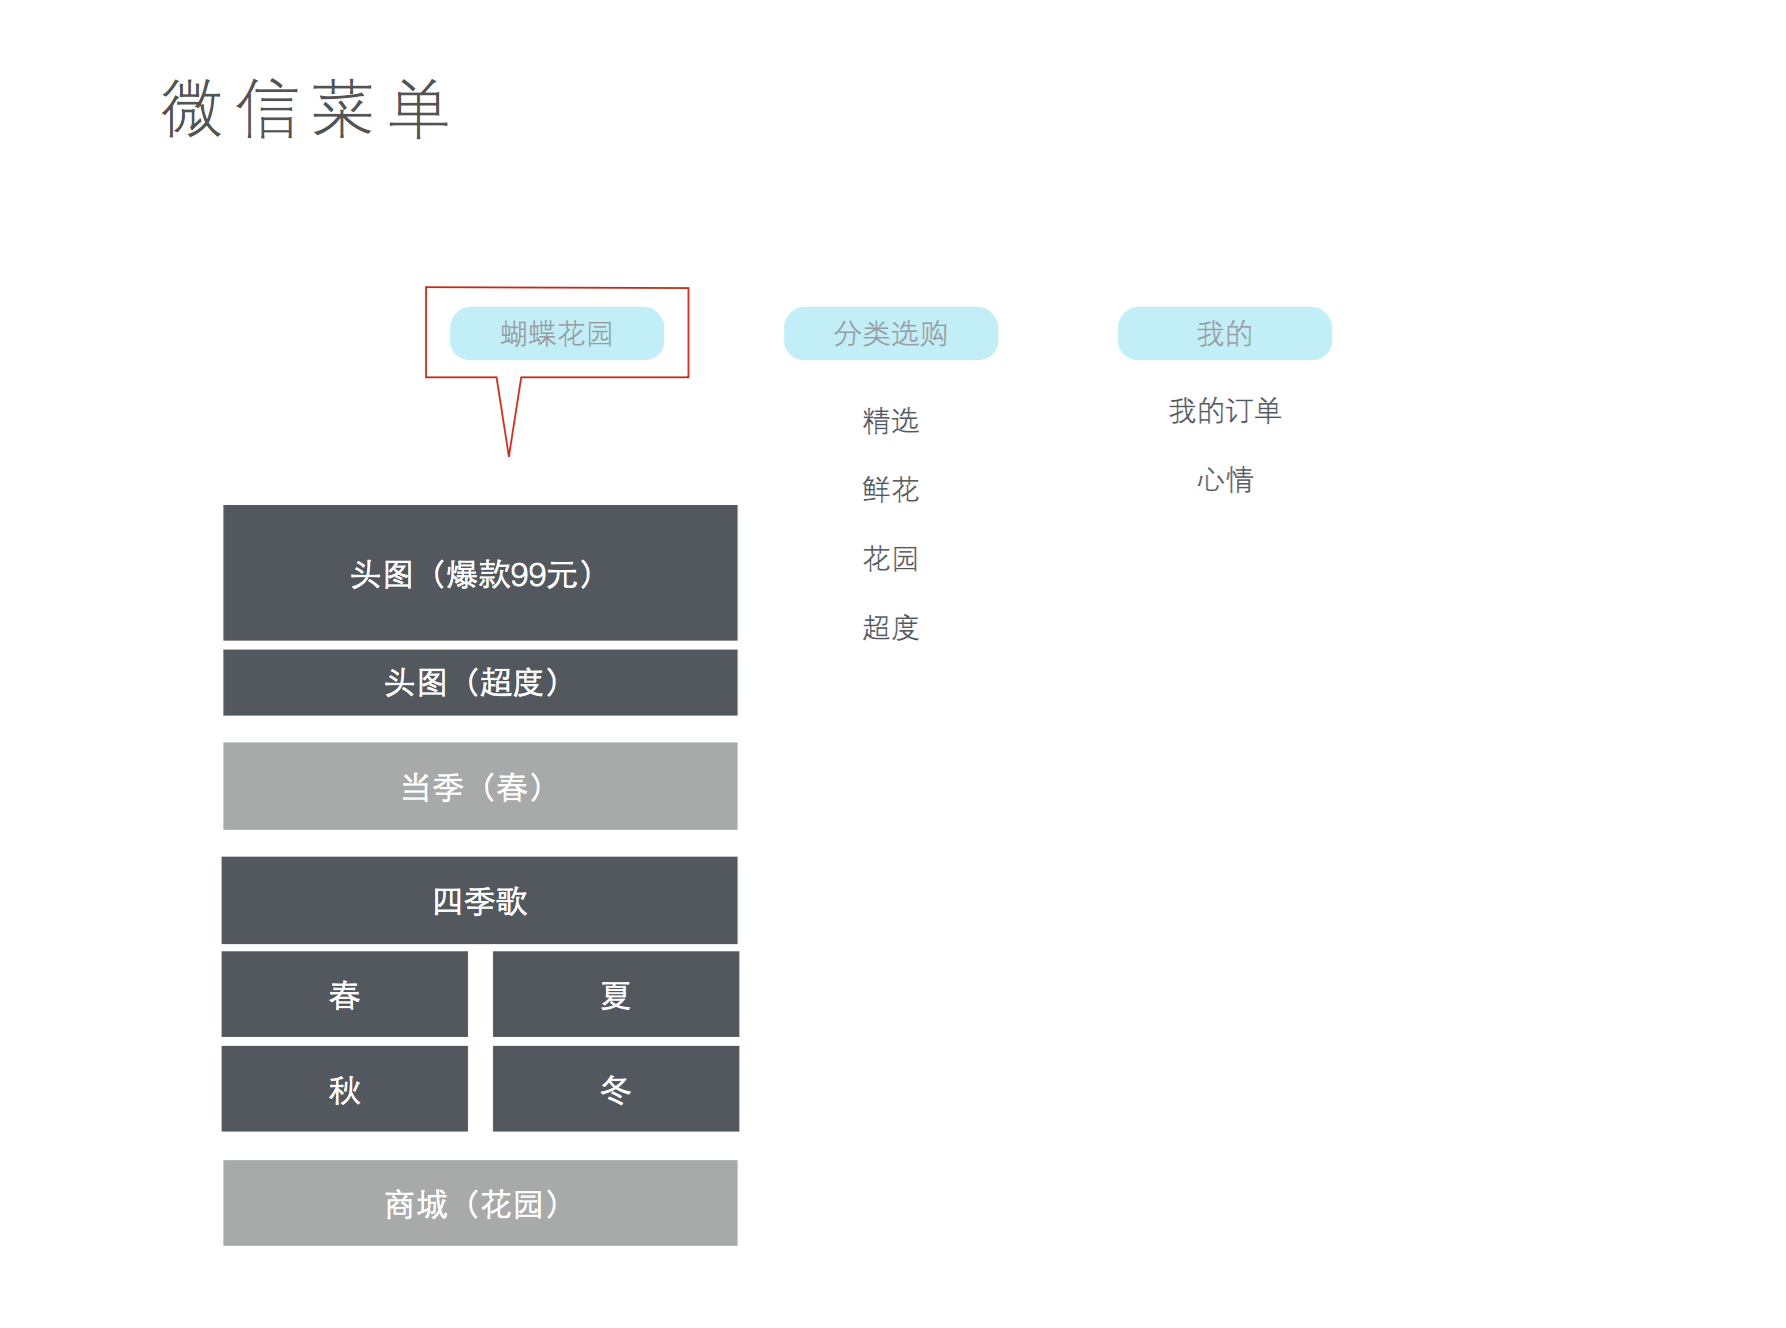 微信菜单
蝴蝶花园
分类选购
我的
精选
鲜花
花园
超度
我的订单
心情
头图（爆款99元）
头图（超度）
当季（春）
四季歌
春
夏
秋
冬
商城（花园）